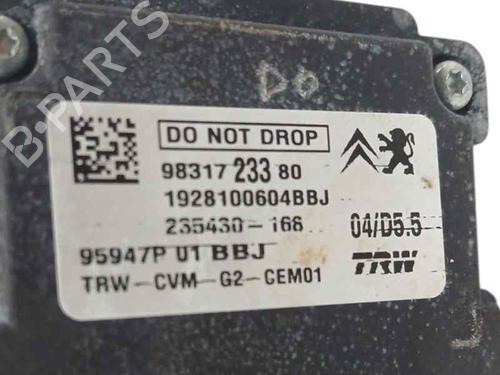 DO
DO NOT DROP
98317 233 80
1928100604BBJ
235430-168 04/D5.5
95947P 01 BBJ TRW
TRW-CVM-G2-CEM01
B-PARTS